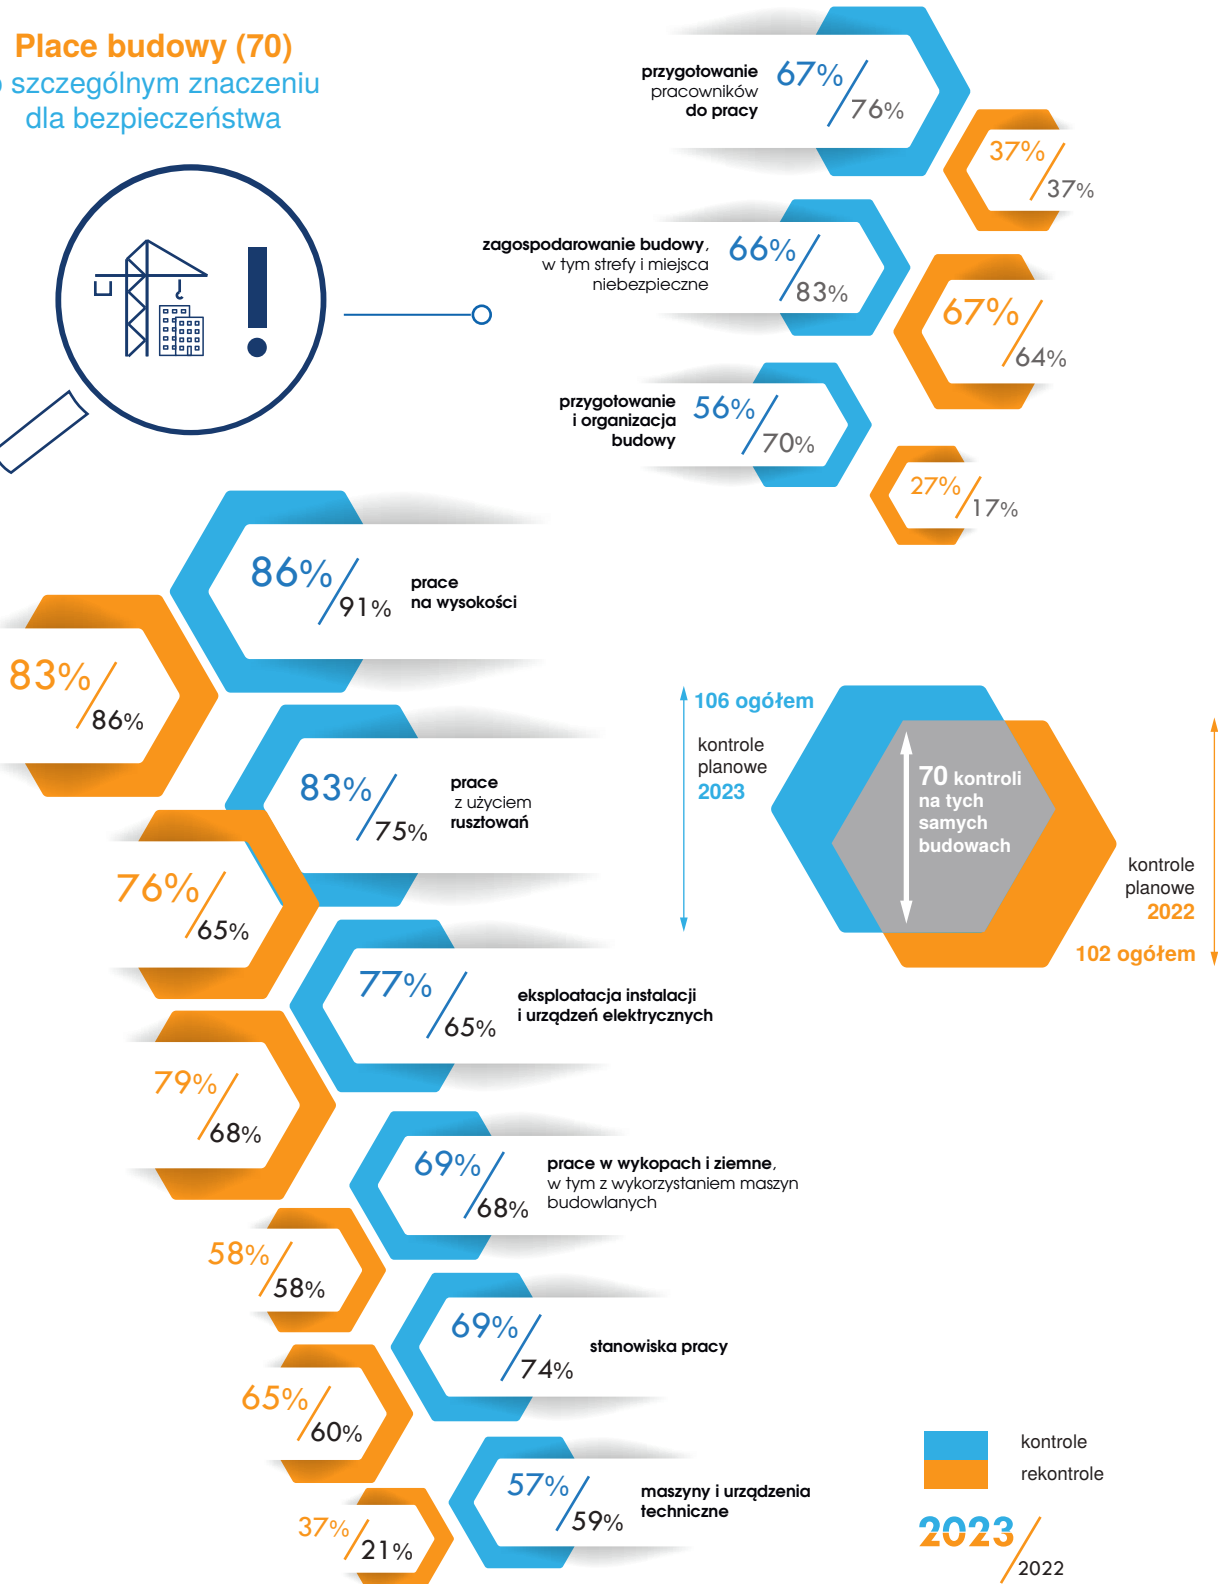 Place budowy (70)
o szczególnym znaczeniu
dla bezpieczeństwa
przygotowanie
pracowników
do pracy
67%
76%
37%
37%
zagospodarowanie budowy,
w tym strefy i miejsca
niebezpieczne
66%
83%
67%
64%
przygotowanie
i organizacja
budowy
56%
70%
27%
17%
86%
91%
prace
na wysokości
83%
86%
83%
75%
prace
z użyciem
rusztowań
76%
65%
77%
65%
eksploatacja instalacji
i urządzeń elektrycznych
79%
68%
69%
68%
prace w wykopach i ziemne,
w tym z wykorzystaniem maszyn
budowlanych
58%
58%
69%
74%
stanowiska pracy
65%
60%
57%
59%
maszyny i urządzenia
techniczne
37%
21%
106 ogółem
kontrole
planowe
2023
70 kontroli
na tych
samych
budowach
kontrole
planowe
2022
102 ogółem
kontrole
rekontrole
2023
2022